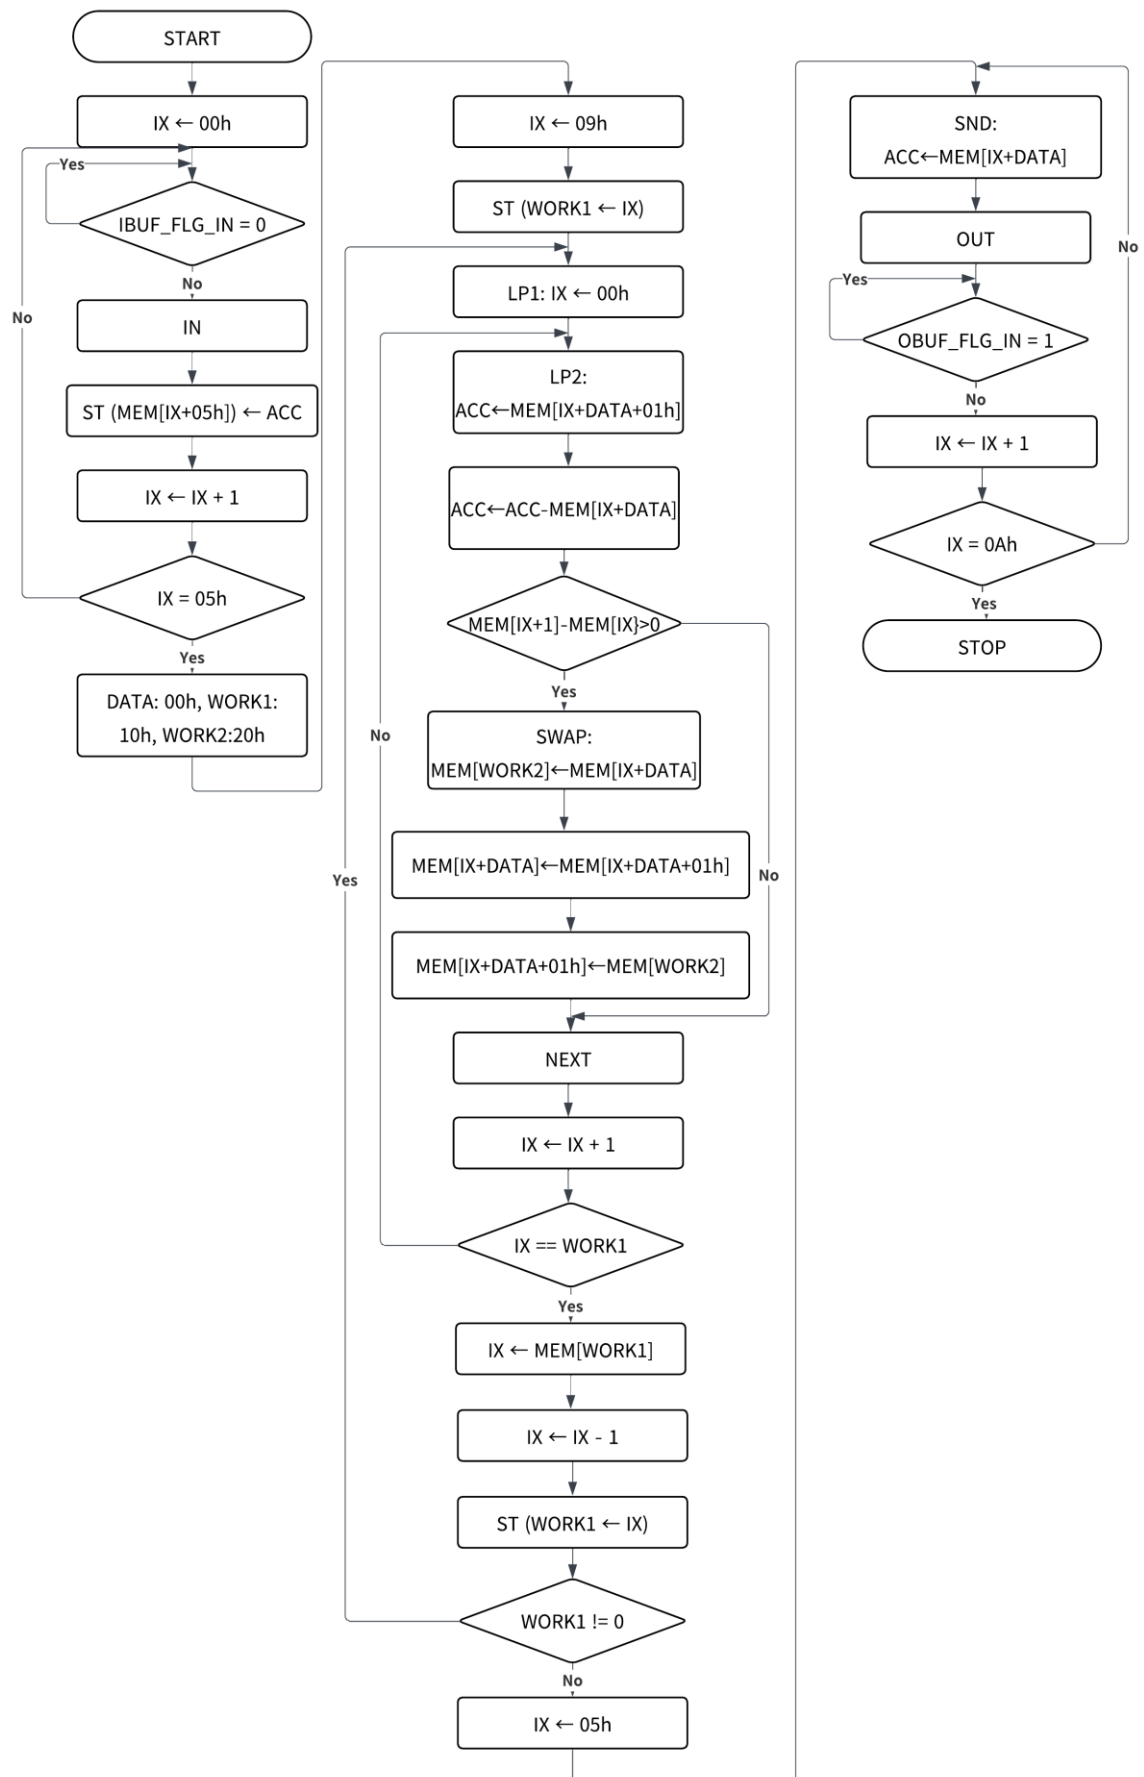 START
IX ← 00h
Yes
IBUF_FLG_IN = 0
No
No
IN
ST (MEM[IX+05h]) ← ACC
IX ← IX + 1
IX = 05h
Yes
DATA: 00h, WORK1:
10h, WORK2:20h
IX ← 09h
ST (WORK1 ← IX)
LP1: IX ← 00h
LP2:
ACC←MEM[IX+DATA+01h]
ACC←ACC-MEM[IX+DATA]
MEM[IX+1]-MEM[IX}>0
Yes
No
SWAP:
MEM[WORK2]←MEM[IX+DATA]
MEM[IX+DATA]←MEM[IX+DATA+01h]
Yes
No
MEM[IX+DATA+01h]←MEM[WORK2]
NEXT
IX ← IX + 1
IX == WORK1
Yes
IX ← MEM[WORK1]
IX ← IX - 1
ST (WORK1 ← IX)
WORK1 != 0
No
IX ← 05h
SND:
ACC←MEM[IX+DATA]
OUT
No
Yes
OBUF_FLG_IN = 1
No
IX ← IX + 1
IX = 0Ah
Yes
STOP